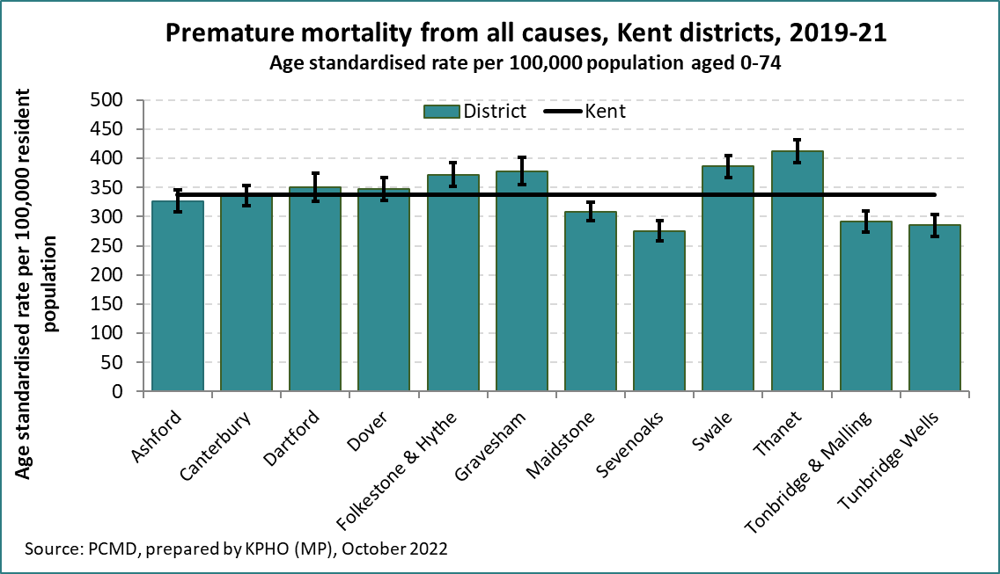 Premature mortality from all causes, Kent districts, 2019-21
Age standardised rate per 100,000 population aged 0-74
Age standardised rate per 100,000 resident
population
500
450
400
350
300
250
200
150
100
50
0
District
Kent
Ashford
Canterbury
Dartford
Dover
Folkestone & Hythe
Gravesham
Maidstone
Sevenoaks
Swale
Thanet
Tonbridge & Malling
Tunbridge Wells
Source: PCMD, prepared by KPHO (MP), October 2022